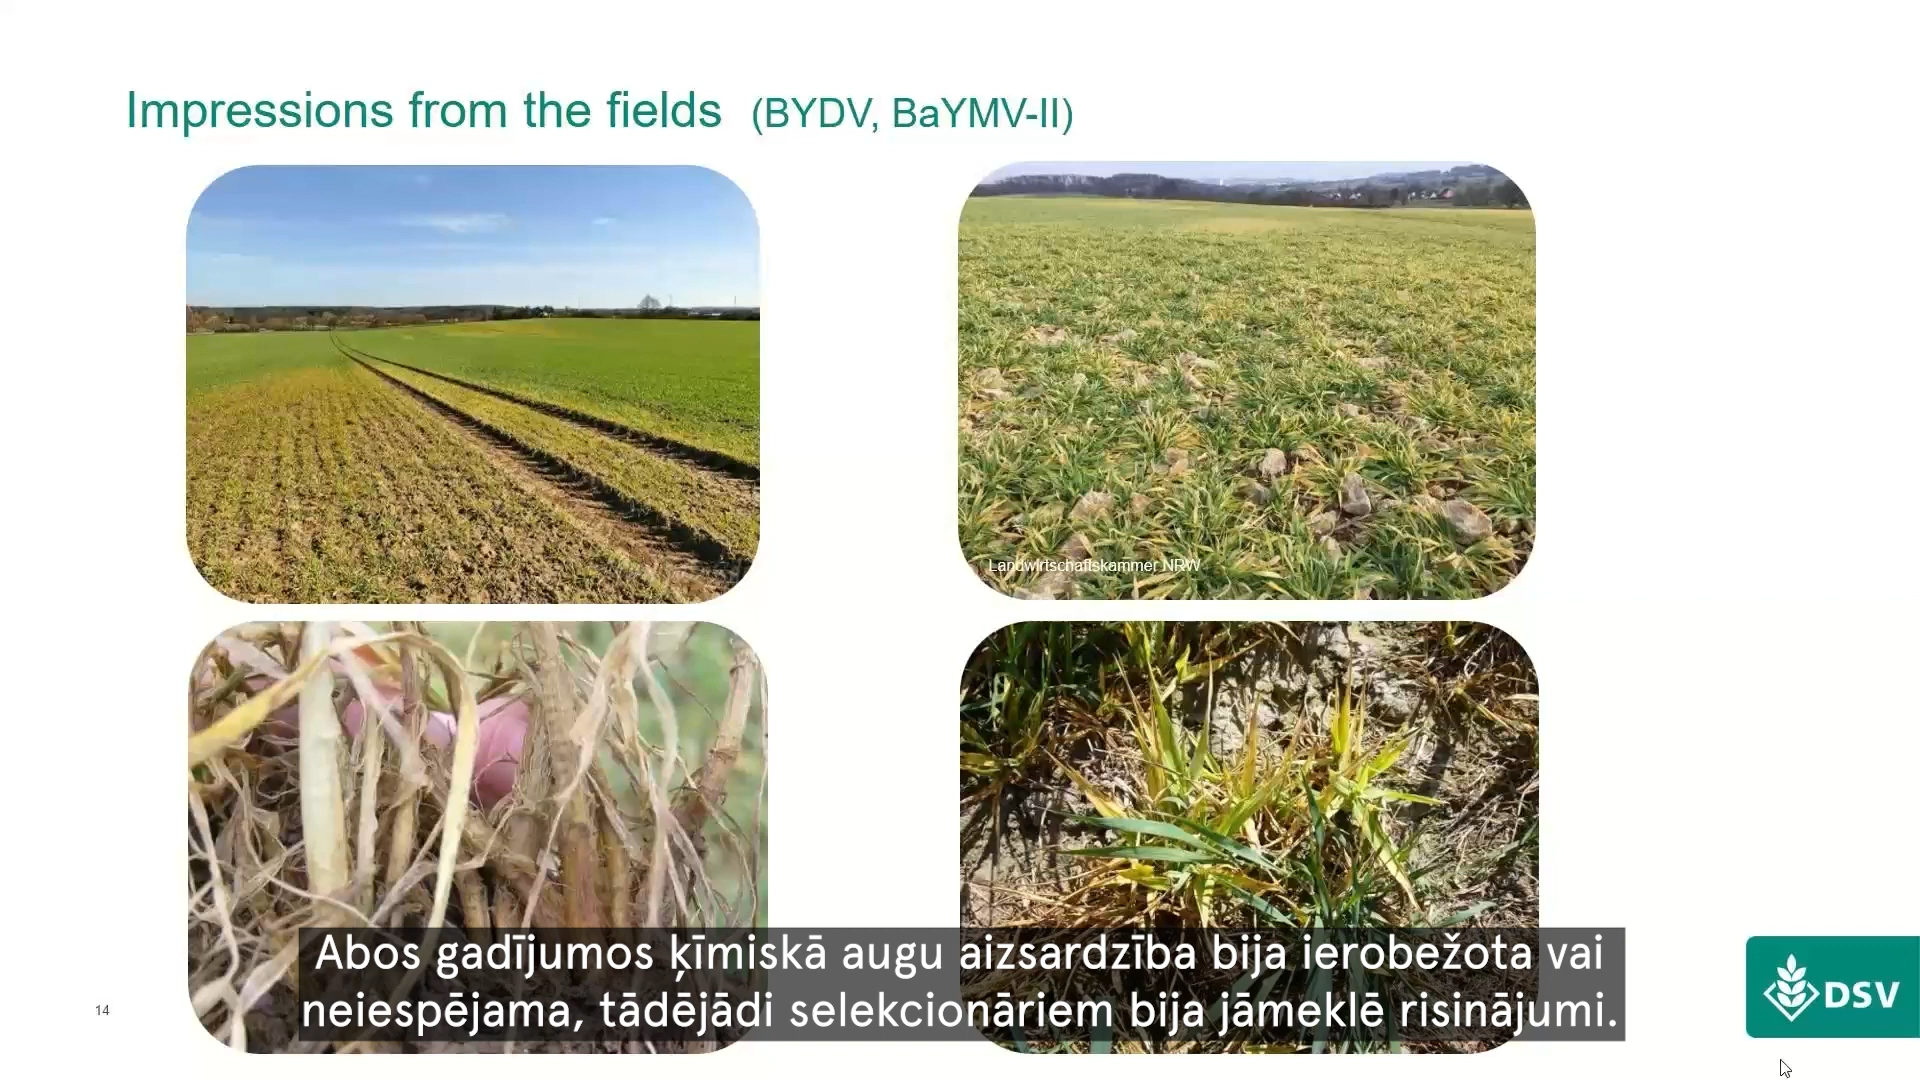 Impressions from the fields (BYDV, BaYMV-II)
Landwirtschaftskammer NRW
Abos gadījumos ķīmiskā augu aizsardzība bija ierobežota vai
neiespējama, tādējādi selekcionāriem bija jāmeklē risinājumi.
14
DSV